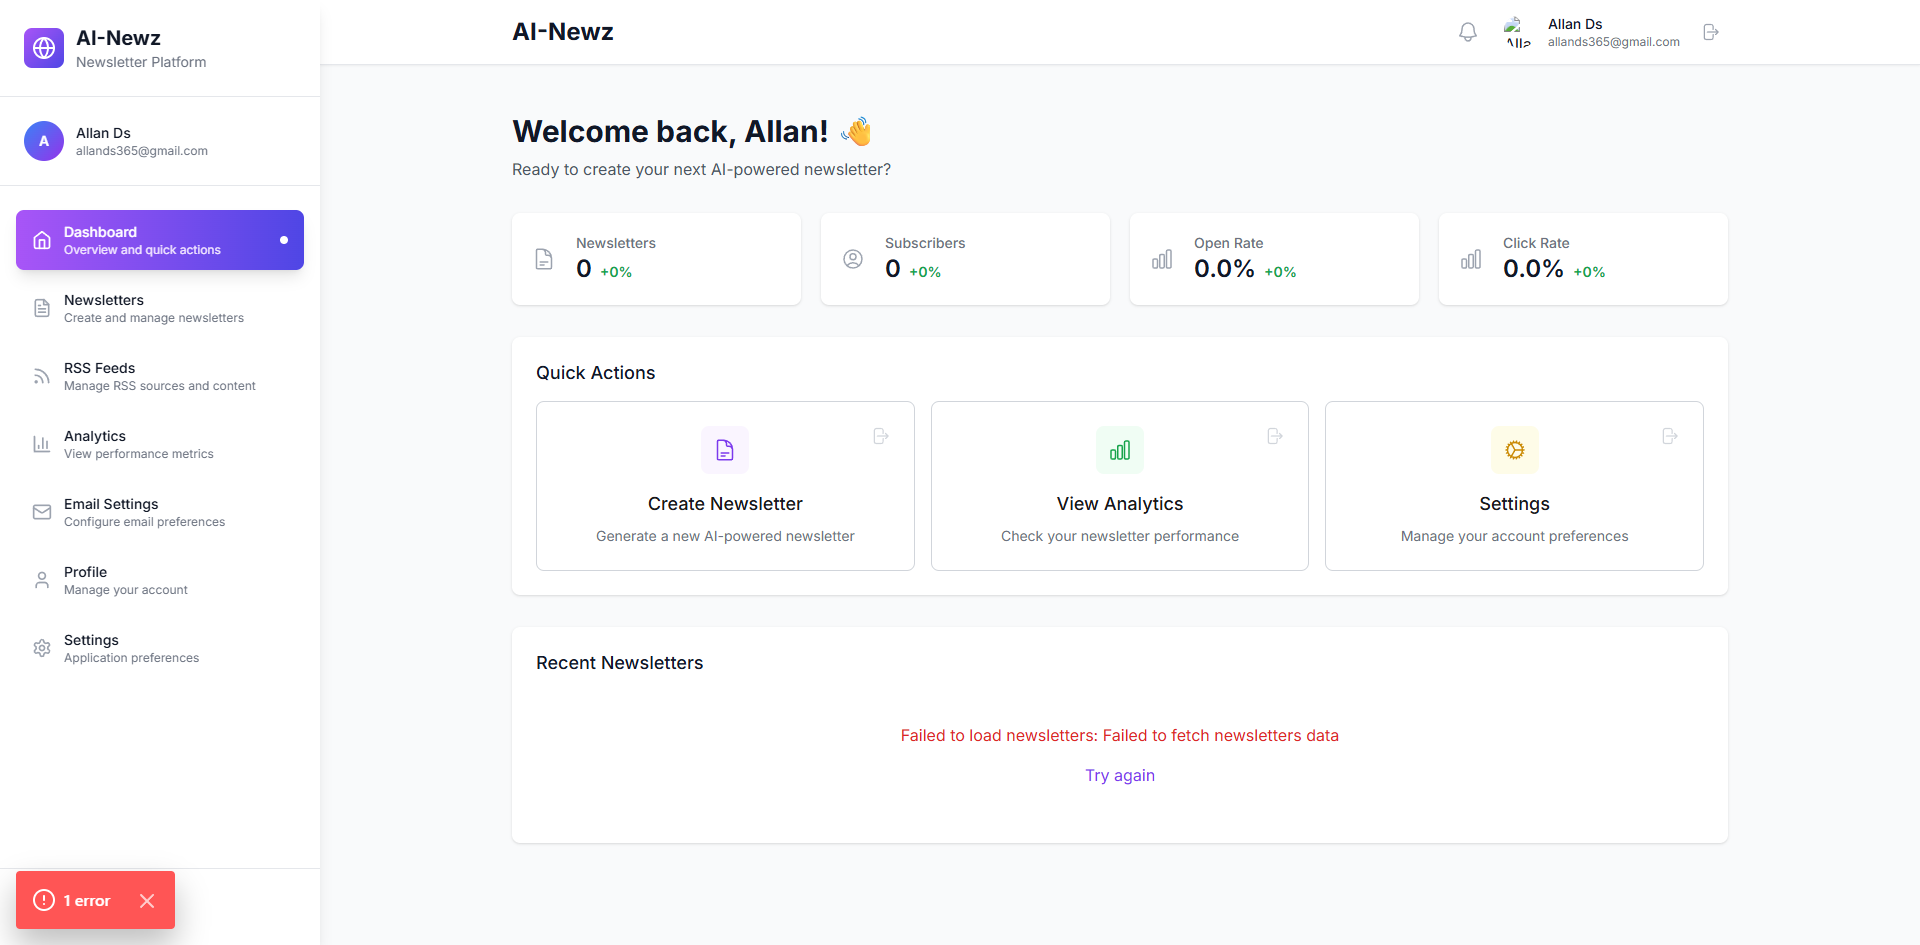 AI-Newz
Newsletter Platform
A
Allan Ds
allands365@gmail.com
Dashboard
Overview and quick actions
Newsletters
Create and manage newsletters
RSS Feeds
Manage RSS sources and content
Analytics
View performance metrics
Email Settings
Configure email preferences
Profile
Manage your account
Settings
Application preferences
1 error
AI-Newz
Allan Ds
allands365@gmail.com
Welcome back, Allan! 👋
Ready to create your next AI-powered newsletter?
Newsletters
0 +0%
Subscribers
0 +0%
Open Rate
0.0% +0%
Click Rate
0.0% +0%
Quick Actions
Create Newsletter
Generate a new AI-powered newsletter
View Analytics
Check your newsletter performance
Settings
Manage your account preferences
Recent Newsletters
Failed to load newsletters: Failed to fetch newsletters data
Try again